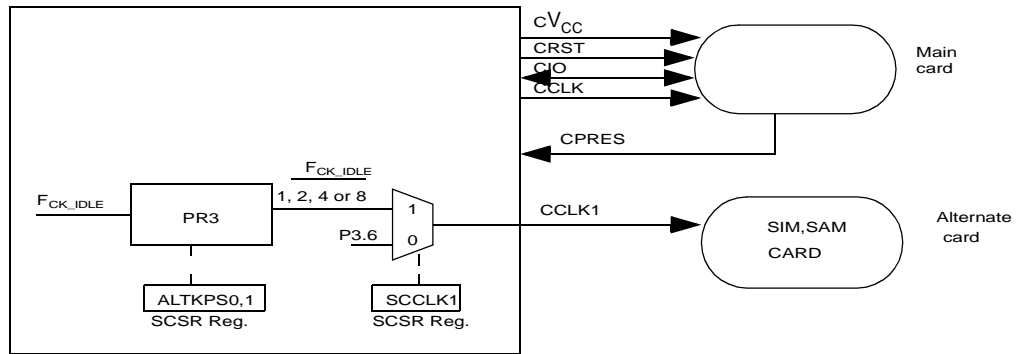 CVCC
CRST
CIO
CCLK
Main
card
CPRES
FCK_IDLE
FCK_IDLE
1, 2, 4 or 8
PR3
1
P3.6
0
CCLK1
SIM,SAM
CARD
Alternate
card
ALTKPS0,1
SCSR Reg.
SCCLK1
SCSR Reg.